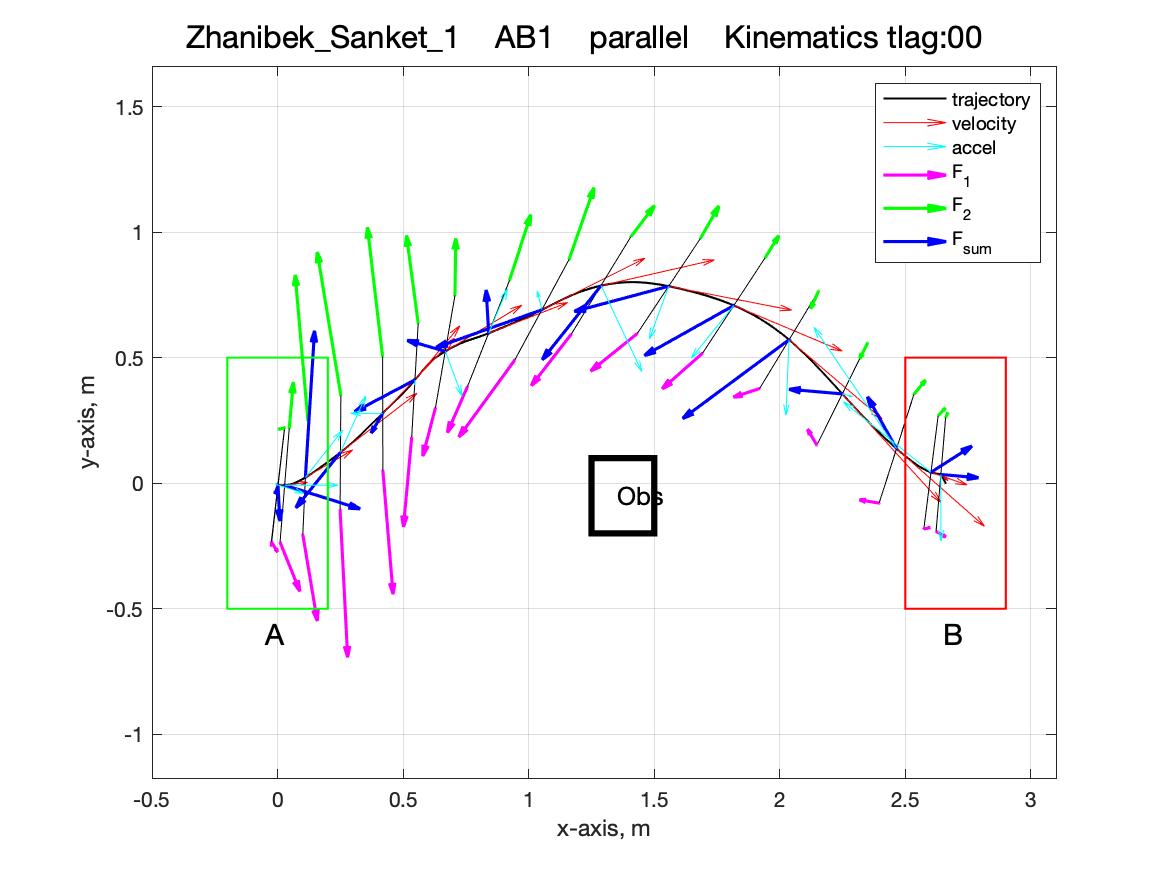 Zhanibek_Sanket_1 AB1 parallel Kinematics tlag:00
trajectory
velocity
accel
F1
F2
Fsum
1.5
1
0.5
0
-0.5
-1
y-axis, m
Obs
A
B
-0.5 0 0.5 1 1.5 2 2.5 3
x-axis, m